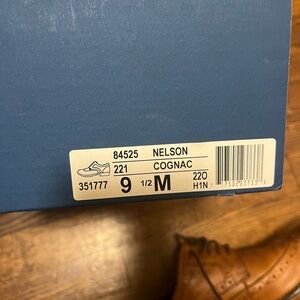 84525 NELSON
221 COGNAC
351777 9 1/2 M 220
H1N